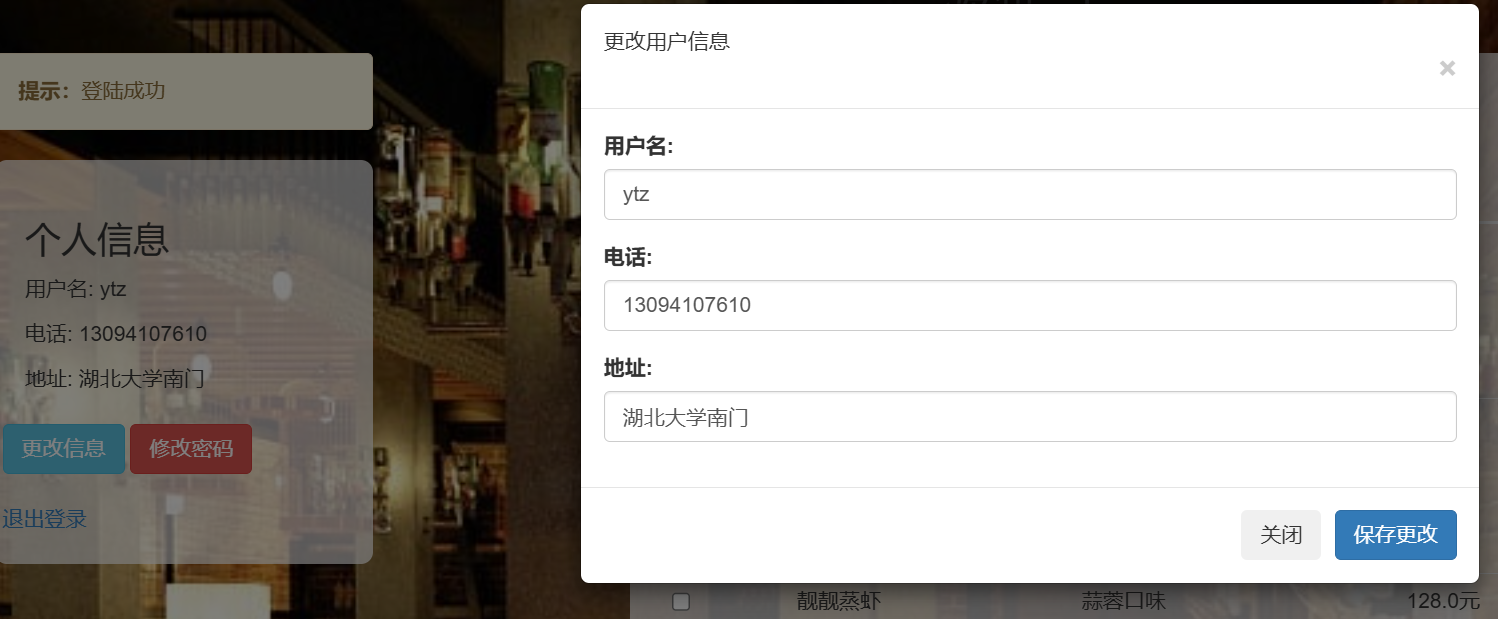 提示：登陆成功
个人信息
用户名: ytz
电话: 13094107610
地址: 湖北大学南门
更改信息 修改密码
退出登录
更改用户信息
×
用户名:
ytz
电话:
13094107610
地址:
湖北大学南门
关闭 保存更改
靓靓蒸虾 蒜蓉口味 128.0元